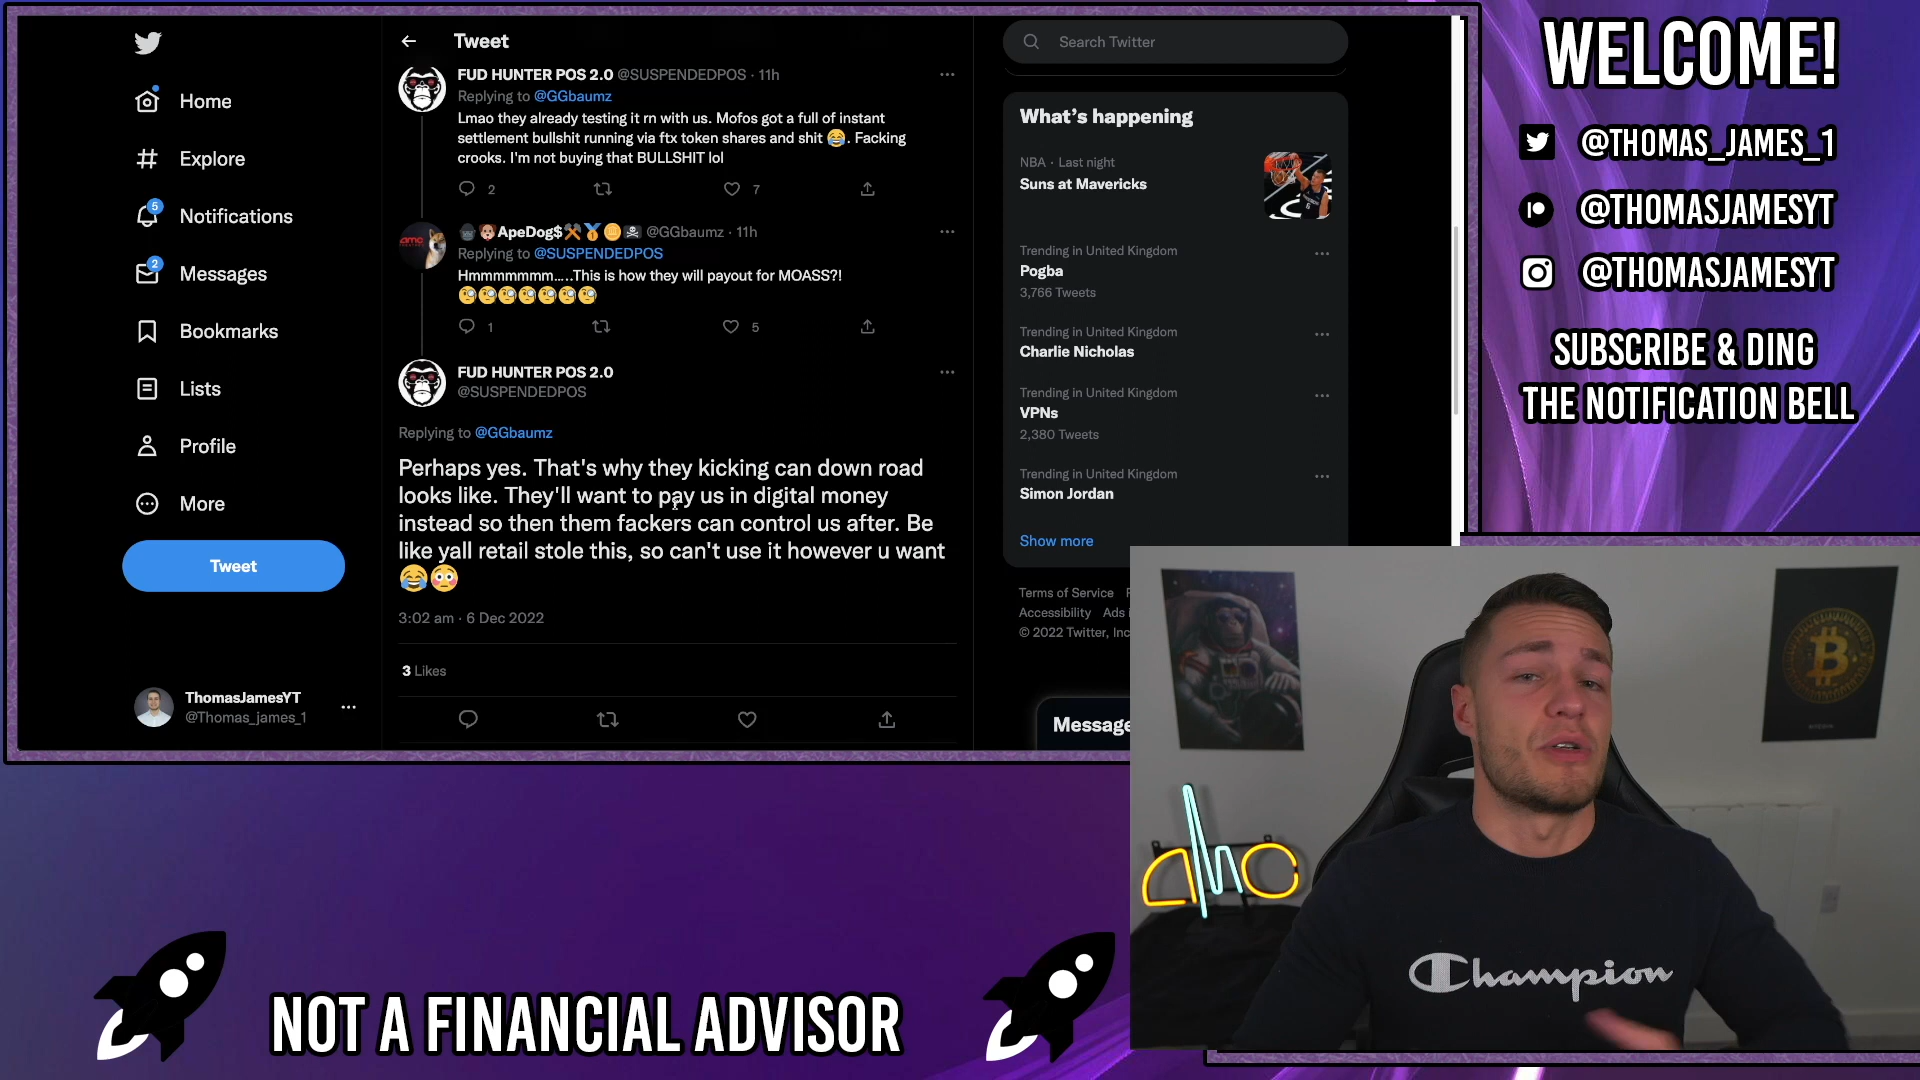 Home
Explore
5
Notifications
2
Messages
Bookmarks
Lists
Profile
More
Tweet
ThomasJamesYT
@Thomas_james_1
Tweet
FUD HUNTER POS 2.0 @SUSPENDEDPOS · 11h
Replying to @GGbaumz
Lmao they already testing it rn with us. Mofos got a full of instant
settlement bullshit running via ftx token shares and shit 😂. Facking
crooks. I'm not buying that BULLSHIT lol
2 7
🦍🐶ApeDog$⚒️🥇🪙🏴‍☠️ @GGbaumz · 11h
Replying to @SUSPENDEDPOS
Hmmmmmmm.....This is how they will payout for MOASS?!
🧐🧐🧐🧐🧐🧐🧐
1 5
FUD HUNTER POS 2.0
@SUSPENDEDPOS
Replying to @GGbaumz
Perhaps yes. That's why they kicking can down road
looks like. They'll want to pay us in digital money
instead so then them fackers can control us after. Be
like yall retail stole this, so can't use it however u want
😂😳
3:02 am · 6 Dec 2022
3 Likes
Search Twitter
What's happening
NBA · Last night
Suns at Mavericks
Trending in United Kingdom
Pogba
3,766 Tweets
Trending in United Kingdom
Charlie Nicholas
Trending in United Kingdom
VPNs
2,380 Tweets
Trending in United Kingdom
Simon Jordan
Show more
Terms of Service
Accessibility Ads
© 2022 Twitter, Inc
Message
WELCOME!
@THOMAS_JAMES_1
@THOMASJAMESYT
@THOMASJAMESYT
SUBSCRIBE & DING
THE NOTIFICATION BELL
Champion
NOT A FINANCIAL ADVISOR